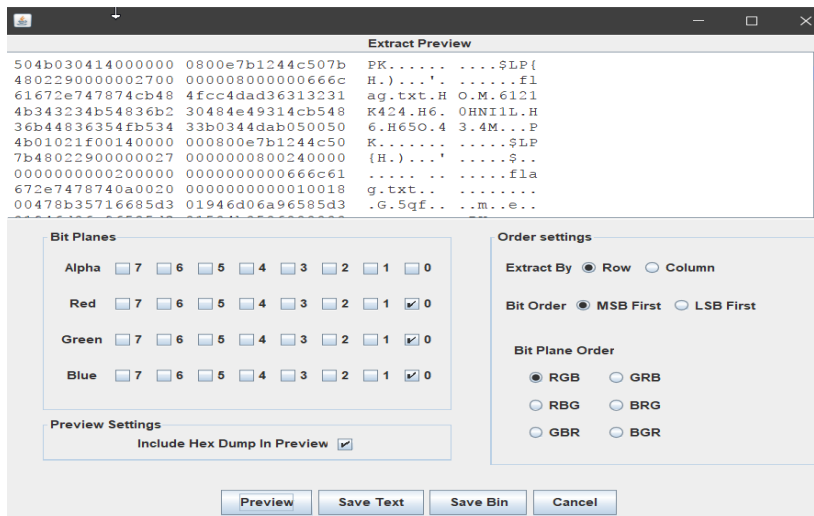 Extract Preview
504b030414000000 0800e7b1244c507b PK...... ....$LP{
4802290000002700 000008000000666c H.)...'. ......fl
61672e747874cb48 4fcc4dad36313231 ag.txt.H O.M.6121
4b343234b54836b2 30484e49314cb548 K424.H6. 0HNI1L.H
36b44836354fb534 33b0344dab050050 6.H65O.4 3.4M...P
4b01021f00140000 000800e7b1244c50 K....... .....$LP
7b48022900000027 0000000800240000 {H.)...' .....$..
0000000000200000 0000000000666c61 ..... .. .....fla
672e7478740a0020 0000000000010018 g.txt.. ........
00478b35716685d3 01946d06a96585d3 .G.5qf.. ..m..e..
Bit Planes
Alpha 7 6 5 4 3 2 1 0
Red 7 6 5 4 3 2 1 0
Green 7 6 5 4 3 2 1 0
Blue 7 6 5 4 3 2 1 0
Preview Settings
Include Hex Dump In Preview
Order settings
Extract By Row Column
Bit Order MSB First LSB First
Bit Plane Order
RGB GRB
RBG BRG
GBR BGR
Preview Save Text Save Bin Cancel